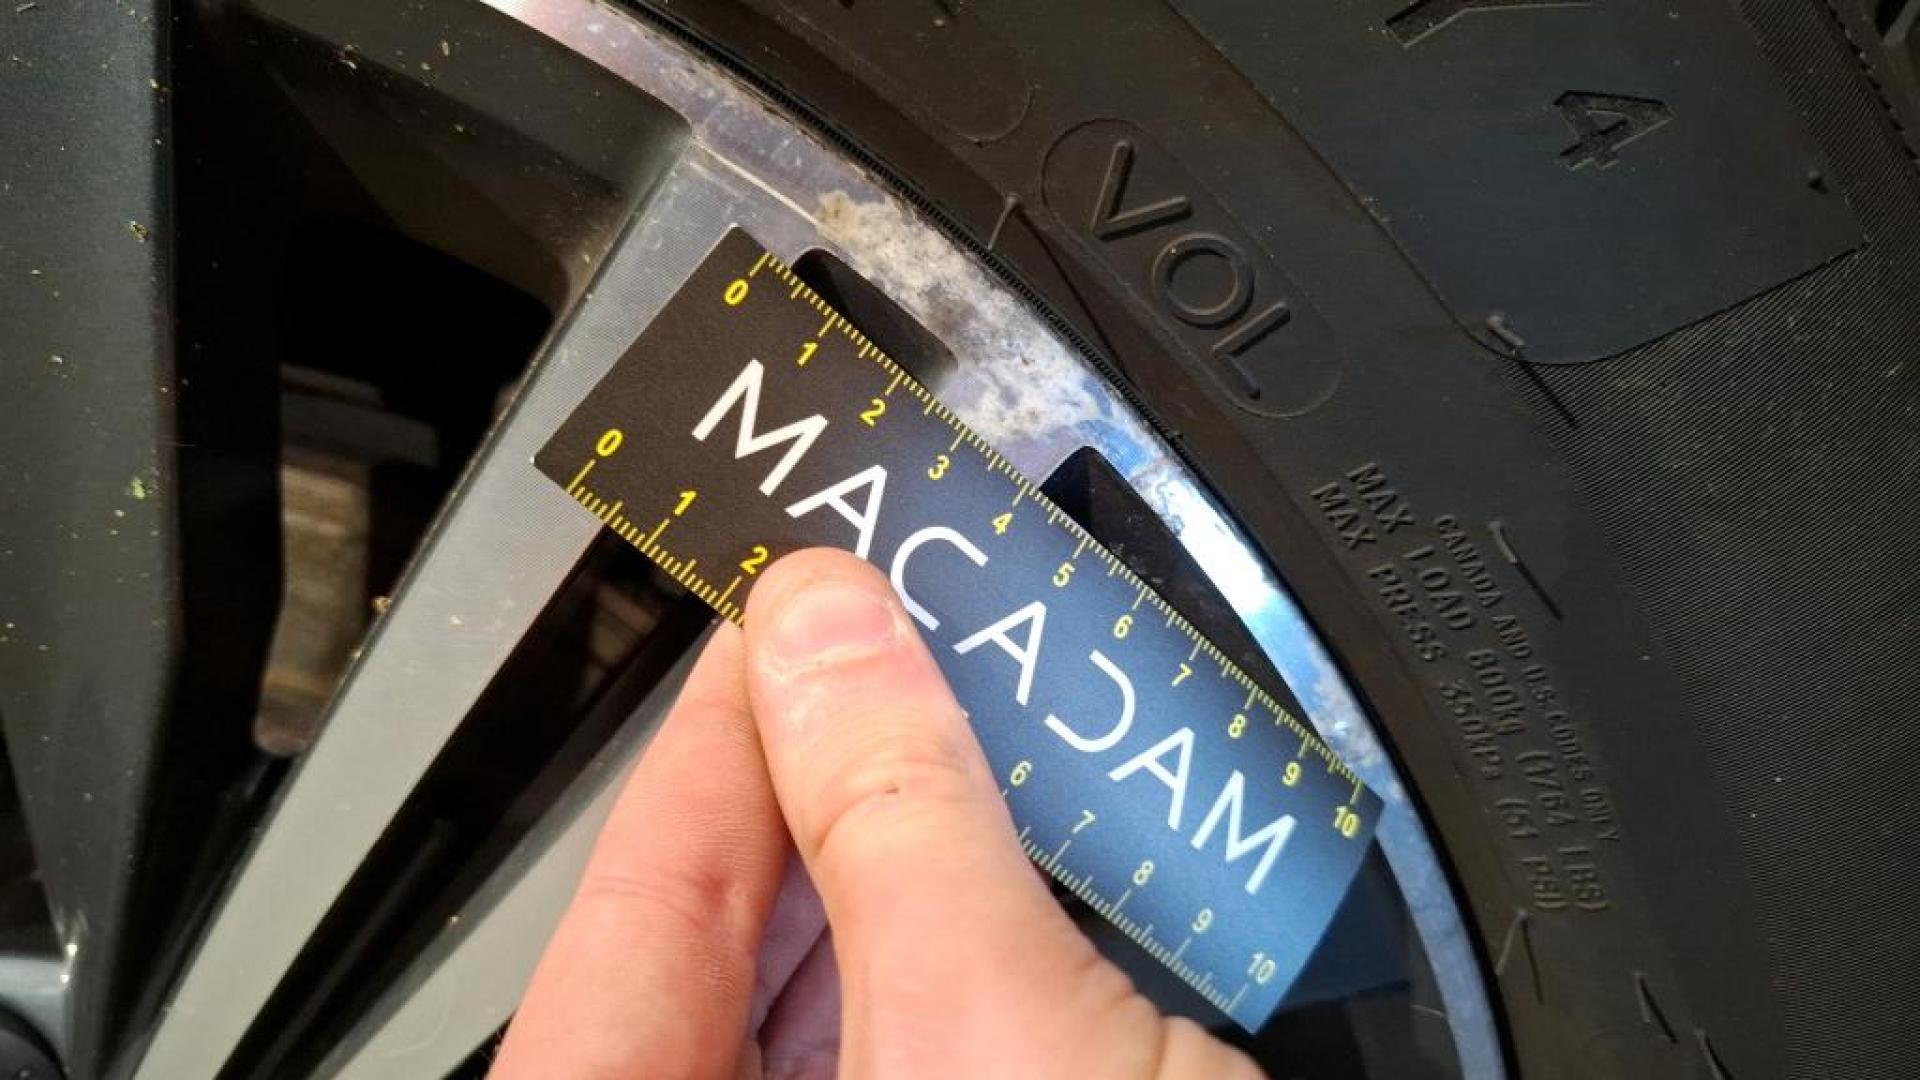 Y 4
VOL
0 1 2 3 4 5 6 7 8 9 10
MACADAM
0 1 2 6 7 8 9 10
CANADA AND U.S. CODES ONLY
MAX LOAD 800kg (1764 LBS)
MAX PRESS 350kPa (51 PSI)